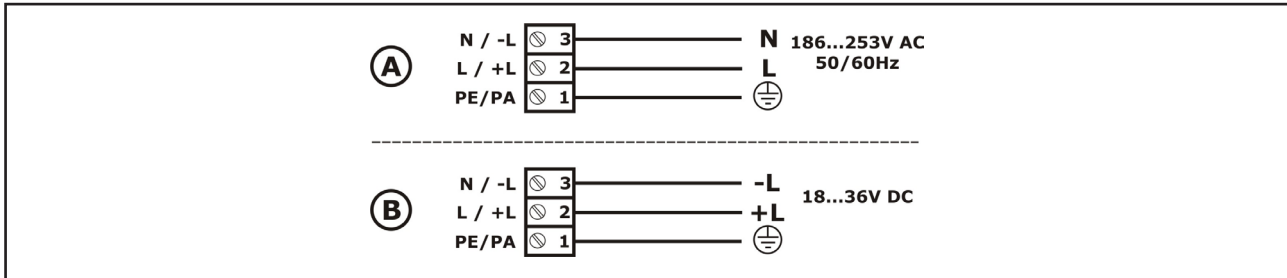 N / -L 3 N 186...253V AC
A L / +L 2 L 50/60Hz
PE/PA 1
N / -L 3 -L 18...36V DC
B L / +L 2 +L
PE/PA 1